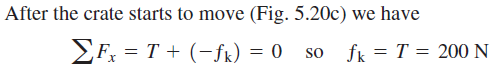 After the crate starts to move (Fig. 5.20c) we have
∑Fₓ = T + (−fₖ) = 0 so fₖ = T = 200 N